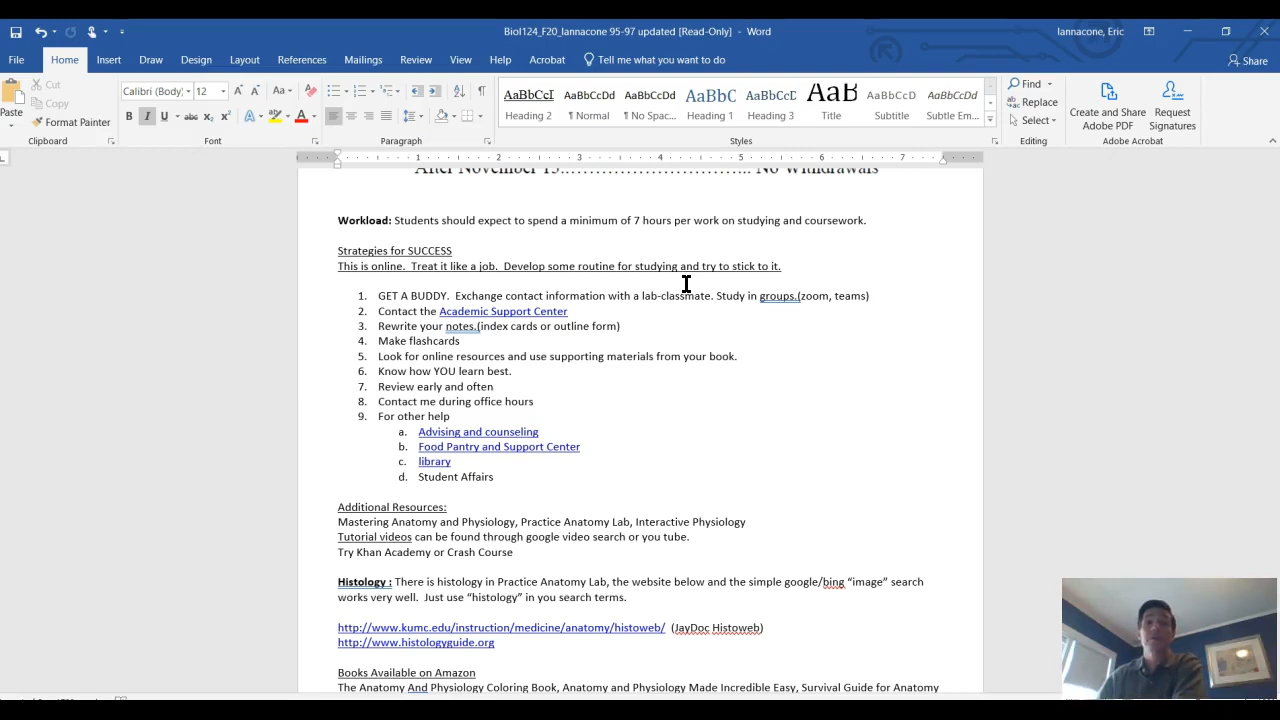 Biol124_F20_Iannacone 95-97 updated [Read-Only] - Word
Iannacone, Eric
File Home Insert Draw Design Layout References Mailings Review View Help Acrobat Tell me what you want to do Share
Cut
Copy
Paste
Format Painter
Clipboard
Calibri (Body) 12
Font
Paragraph
AaBbCcI AaBbCcDd AaBbCcDd AaBbC AaBbCcD AaB AaBbCcDd AaBbCcDd
Heading 2 ¶ Normal ¶ No Spac... Heading 1 Heading 3 Title Subtitle Subtle Em...
Styles
Find
Replace
Select
Editing
Create and Share Adobe PDF
Request Signatures
Adobe Acrobat
1 2 3 4 5 6 7
After November 13 No Withdrawals
Workload: Students should expect to spend a minimum of 7 hours per work on studying and coursework.
Strategies for SUCCESS
This is online. Treat it like a job. Develop some routine for studying and try to stick to it.
1. GET A BUDDY. Exchange contact information with a lab-classmate. Study in groups.(zoom, teams)
2. Contact the Academic Support Center
3. Rewrite your notes.(index cards or outline form)
4. Make flashcards
5. Look for online resources and use supporting materials from your book.
6. Know how YOU learn best.
7. Review early and often
8. Contact me during office hours
9. For other help
a. Advising and counseling
b. Food Pantry and Support Center
c. library
d. Student Affairs
Additional Resources:
Mastering Anatomy and Physiology, Practice Anatomy Lab, Interactive Physiology
Tutorial videos can be found through google video search or you tube.
Try Khan Academy or Crash Course
Histology : There is histology in Practice Anatomy Lab, the website below and the simple google/bing “image” search
works very well. Just use “histology” in you search terms.
http://www.kumc.edu/instruction/medicine/anatomy/histoweb/ (JayDoc Histoweb)
http://www.histologyguide.org
Books Available on Amazon
The Anatomy And Physiology Coloring Book, Anatomy and Physiology Made Incredible Easy, Survival Guide for Anatomy